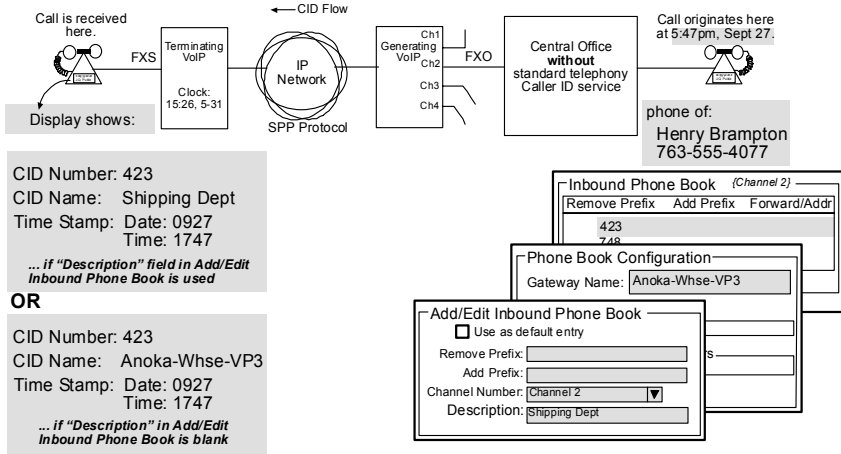 Call is received
here.
CID Flow
Call originates here
at 5:47pm, Sept 27.
FXS
Terminating
VoIP
Clock:
15:26, 5-31
IP
Network
SPP Protocol
Generating
VoIP
Ch1
Ch2
Ch3
Ch4
FXO
Central Office
without
standard telephony
Caller ID service
Display shows:
phone of:
Henry Brampton
763-555-4077
CID Number: 423
CID Name: Shipping Dept
Time Stamp: Date: 0927
Time: 1747
... if “Description” field in Add/Edit
Inbound Phone Book is used
OR
CID Number: 423
CID Name: Anoka-Whse-VP3
Time Stamp: Date: 0927
Time: 1747
... if “Description” in Add/Edit
Inbound Phone Book is blank
Inbound Phone Book {Channel 2}
Remove Prefix Add Prefix Forward/Addr
423
748
Phone Book Configuration
Gateway Name: Anoka-Whse-VP3
Add/Edit Inbound Phone Book
Use as default entry
Remove Prefix:
Add Prefix:
Channel Number: Channel 2
Description: Shipping Dept